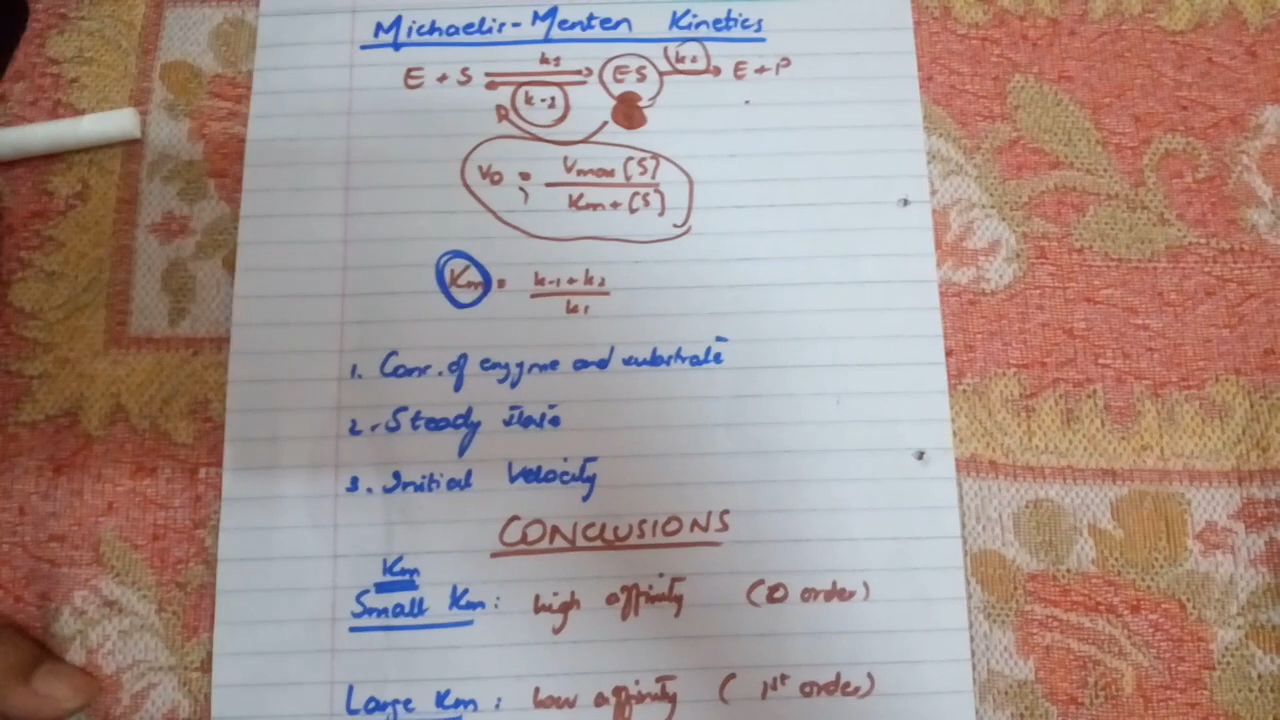 Michaelis-Menten Kinetics
k1
E + S ES k2 E + P
k-1
V0 = Vmax [S]
Km + [S]
Km = k-1 + k2
k1
1. Conc. of enzyme and substrate
2. Steady state
3. Initial Velocity
CONCLUSIONS
Km
Small Km: high affinity (0 order)
Large Km: low affinity (1st order)